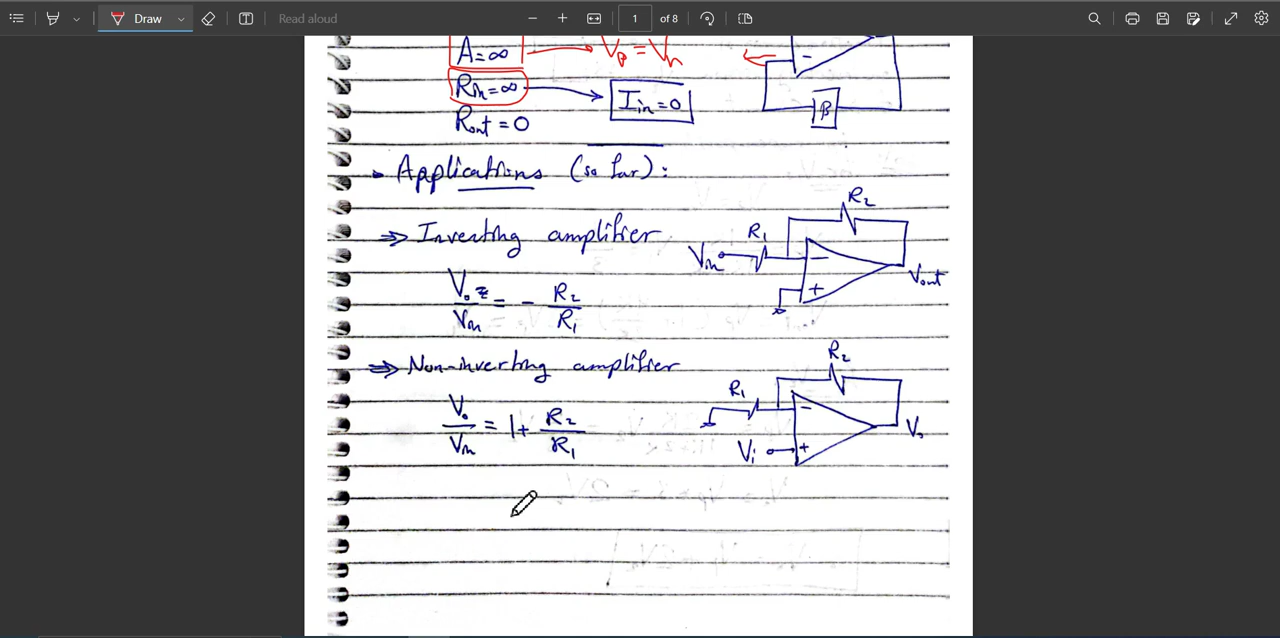 Draw
Read aloud
1 of 8
A=∞ → Vp = Vn
Rin=∞ → Iin=0
Rout = 0
β
Applications (so far):
⇒ Inverting amplifier
Vo/Vin = - R2/R1
R2
R1
Vin
-
+
Vout
⇒ Non-inverting amplifier
Vo/Vin = 1+ R2/R1
R2
R1
-
Vi
+
Vo